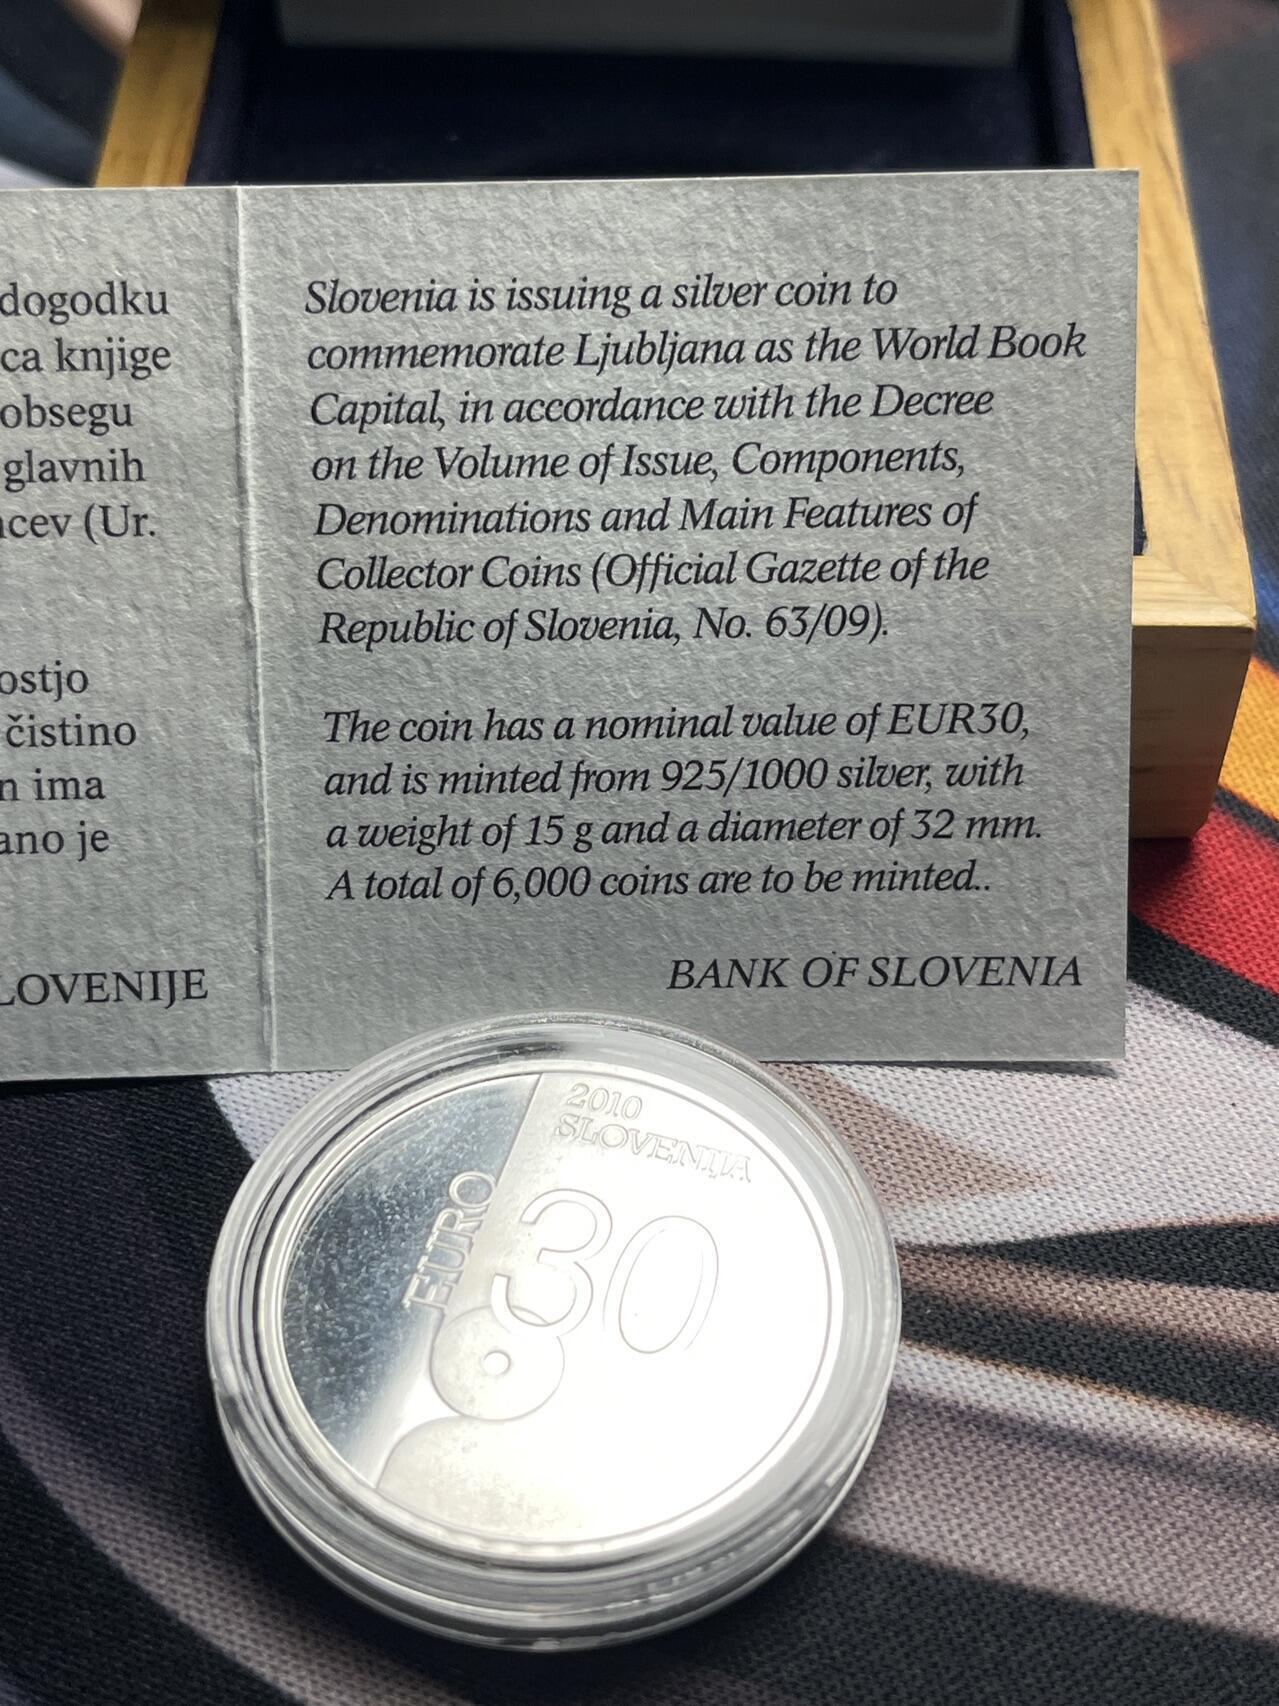 dogodku
ca knjige
obsegu
glavnih
ncev (Ur.
ostjo
čistino
n ima
ano je
LOVENIJE
Slovenia is issuing a silver coin to
commemorate Ljubljana as the World Book
Capital, in accordance with the Decree
on the Volume of Issue, Components,
Denominations and Main Features of
Collector Coins (Official Gazette of the
Republic of Slovenia, No. 63/09).
The coin has a nominal value of EUR30,
and is minted from 925/1000 silver, with
a weight of 15 g and a diameter of 32 mm.
A total of 6,000 coins are to be minted..
BANK OF SLOVENIA
2010
SLOVENIJA
EURO
30